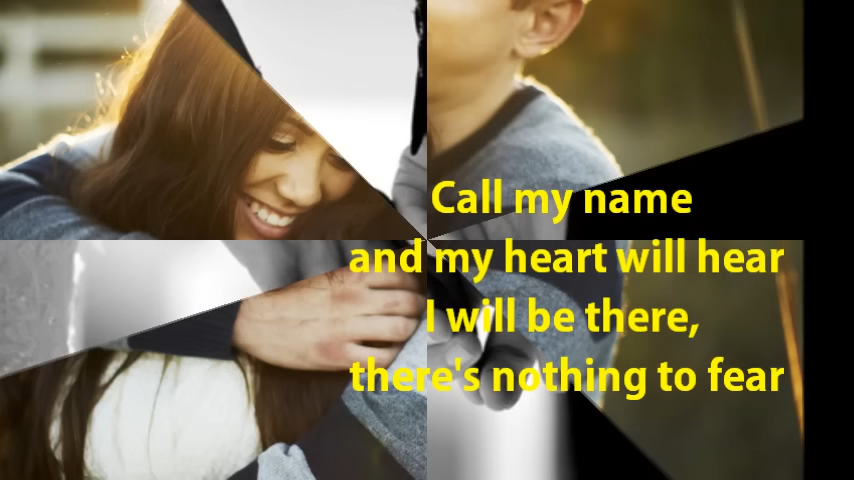 Call my name
and my heart will hear
I will be there,
there's nothing to fear